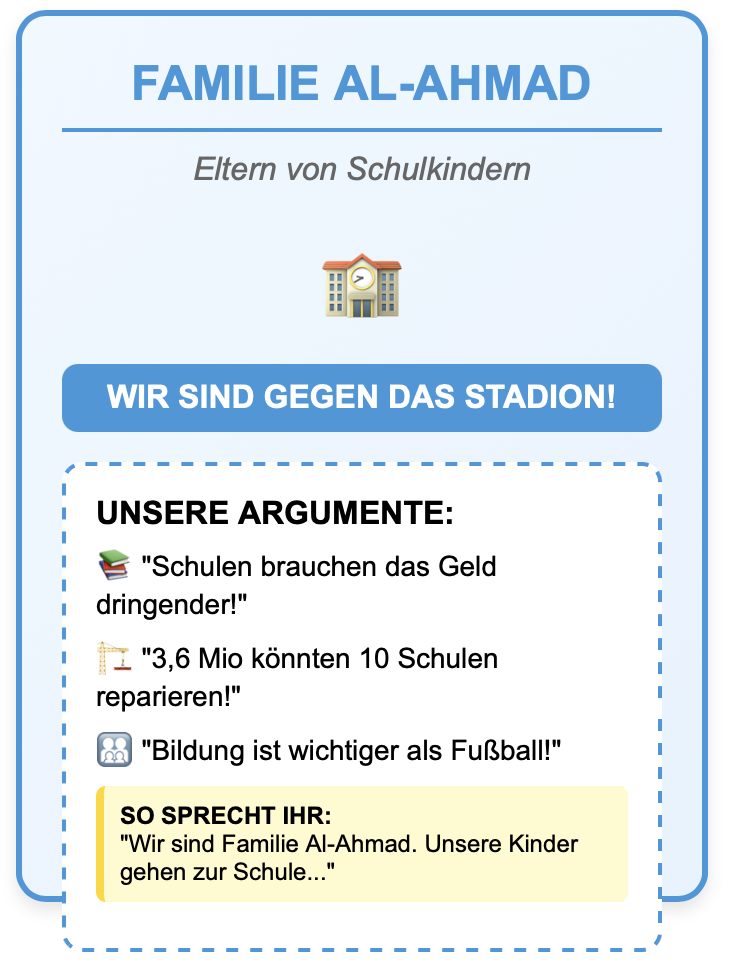 FAMILIE AL-AHMAD
Eltern von Schulkindern
WIR SIND GEGEN DAS STADION!
UNSERE ARGUMENTE:
📚 "Schulen brauchen das Geld
dringender!"
🏗️ "3,6 Mio könnten 10 Schulen
reparieren!"
👨‍👩‍👧‍👦 "Bildung ist wichtiger als Fußball!"
SO SPRECHT IHR:
"Wir sind Familie Al-Ahmad. Unsere Kinder
gehen zur Schule..."